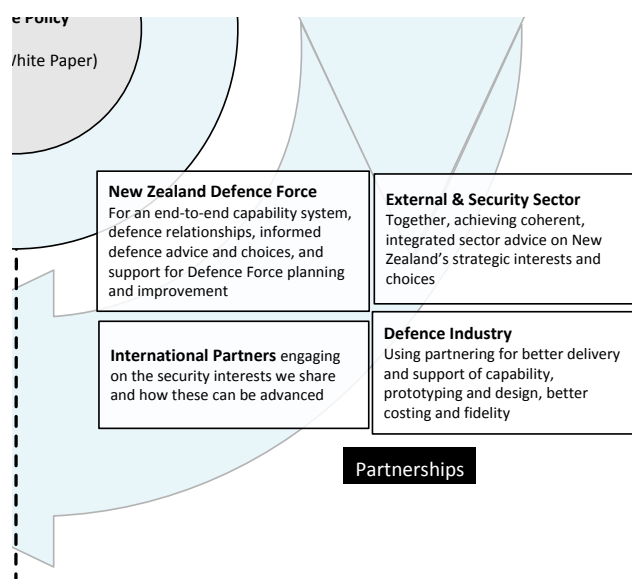 e Policy
hite Paper)
New Zealand Defence Force
For an end-to-end capability system,
defence relationships, informed
defence advice and choices, and
support for Defence Force planning
and improvement
External & Security Sector
Together, achieving coherent,
integrated sector advice on New
Zealand’s strategic interests and
choices
International Partners engaging
on the security interests we share
and how these can be advanced
Defence Industry
Using partnering for better delivery
and support of capability,
prototyping and design, better
costing and fidelity
Partnerships